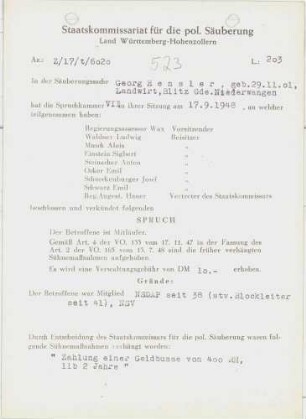 Staatskommissariat für die pol. Säuberung
Land Württemberg-Hohenzollern
Az: 2/17/t/6020
523
L: 203
In der Säuberungssache Georg Hensler, geb.29.11.01,
Landwirt, Blitz Gde. Niederwangen
hat die Spruchkammer VII in ihrer Sitzung am 17.9.1948, an welcher
teilgenommen haben:
Regierungsassessor Wax Vorsitzender
Waldner Ludwig Beisitzer
Munk Alois
Einstein Sigbert
Steinacher Anton
Osker Emil
Schneckenburger Josef
Schwarz Emil
Reg.Angest. Maner Vertreter des Staatskommissars
beschlossen und verkündet folgenden
SPRUCH
Der Betroffene ist Mitläufer.
Gemäß Art. 4 der VO. 133 vom 17. 11. 47 in der Fassung des
Art. 2 der VO. 165 vom 13. 7. 48 sind die früher verhängten
Sühnemaßnahmen aufgehoben.
Es wird eine Verwaltungsgebühr von DM 10.- erhoben.
Gründe:
Der Betroffene war Mitglied NSDAP seit 38 (stv. Blockleiter
seit 41), NSV
Durch Entscheidung des Staatskommissars für die pol. Säuberung waren fol-
gende Sühnemaßnahmen verhängt worden:
" Zahlung einer Geldbusse von 400 RM,
IIb 2 Jahre "